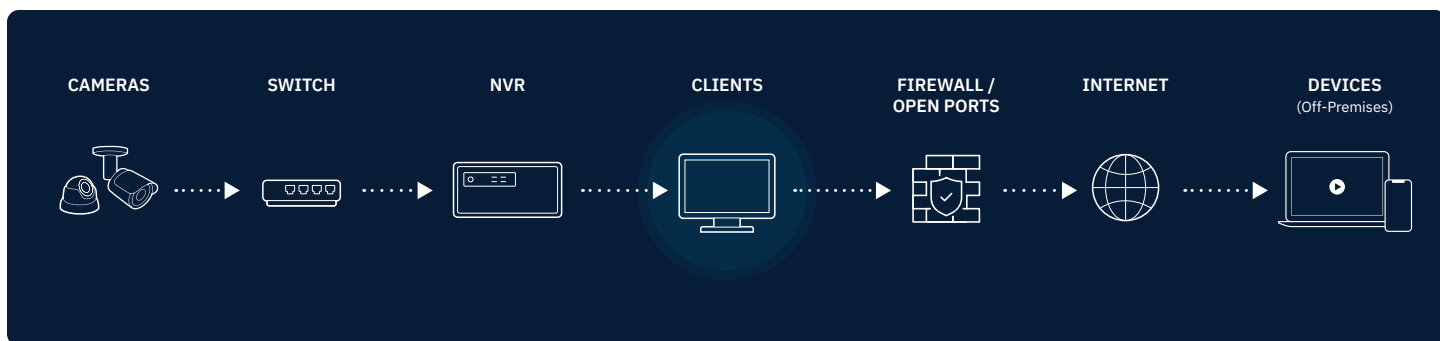 CAMERAS
SWITCH
NVR
CLIENTS
FIREWALL /
OPEN PORTS
INTERNET
DEVICES
(Off-Premises)